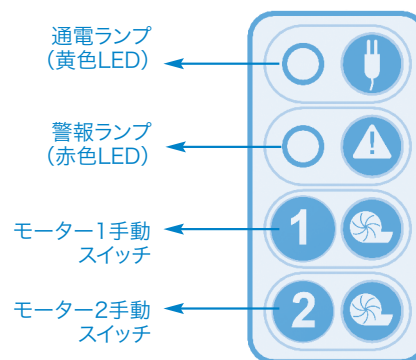 通電ランプ
（黄色LED）
警報ランプ
（赤色LED）
モーター1手動
スイッチ
1
モーター2手動
スイッチ
2